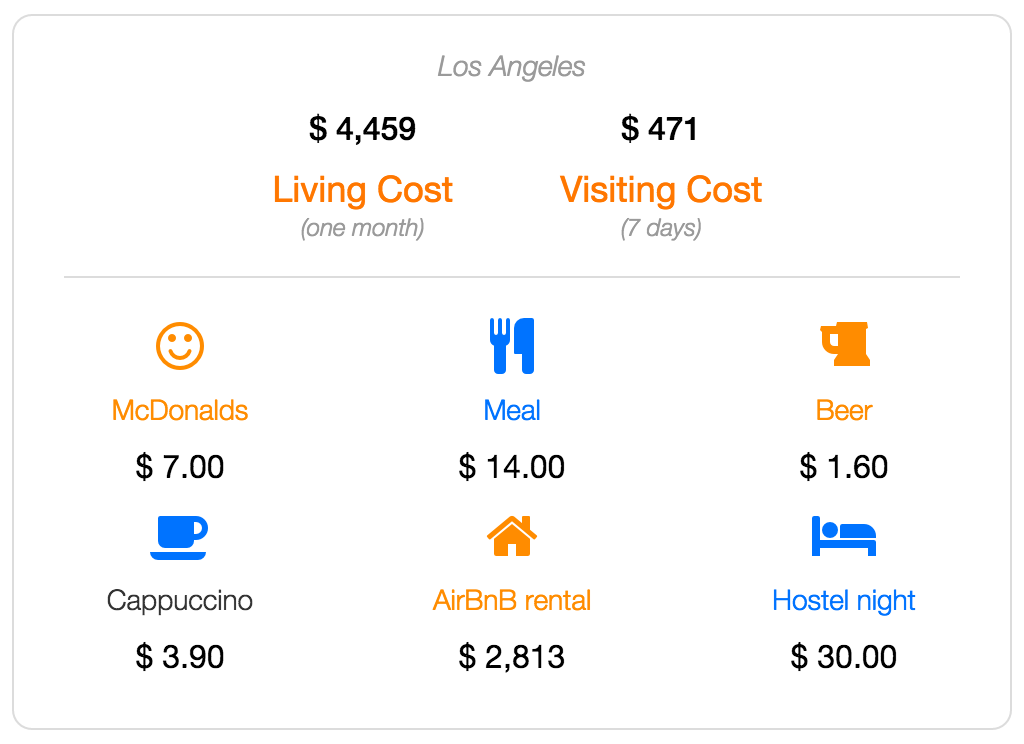 Los Angeles
$ 4,459 $ 471
Living Cost Visiting Cost
(one month) (7 days)
McDonalds Meal Beer
$ 7.00 $ 14.00 $ 1.60
Cappuccino AirBnB rental Hostel night
$ 3.90 $ 2,813 $ 30.00